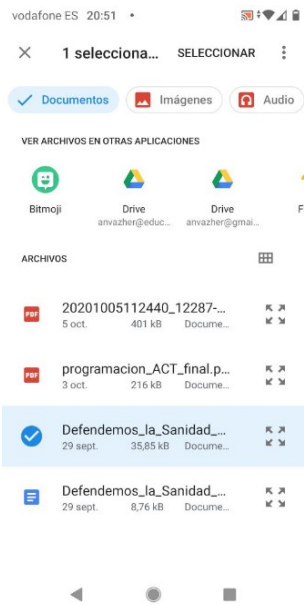 vodafone ES 20:51 •
1 selecciona... SELECCIONAR
Documentos Imágenes Audio
VER ARCHIVOS EN OTRAS APLICACIONES
Bitmoji Drive Drive F
anvazher@educ... anvazher@gmai...
ARCHIVOS
PDF 20201005112440_12287-...
5 oct. 401 kB Docume...
PDF programacion_ACT_final.p...
3 oct. 216 kB Docume...
Defendemos_la_Sanidad_...
29 sept. 35,85 kB Docume...
Defendemos_la_Sanidad_...
29 sept. 8,76 kB Docume...